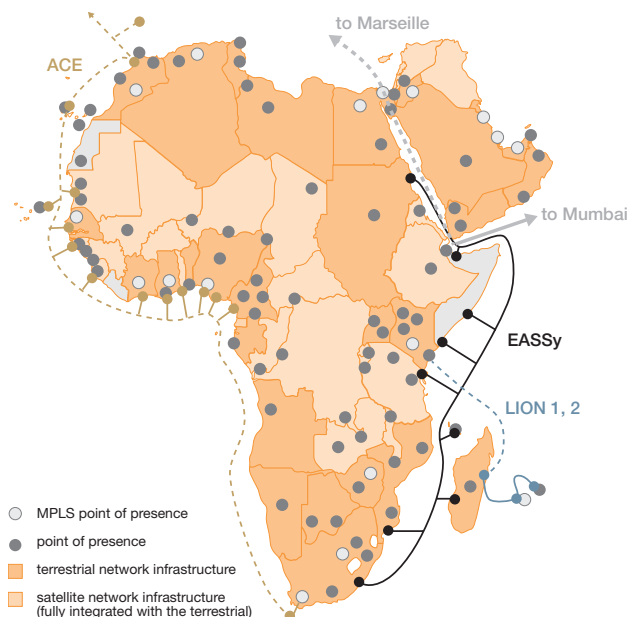 to Marseille
ACE
to Mumbai
EASSy
LION 1, 2
MPLS point of presence
point of presence
terrestrial network infrastructure
satellite network infrastructure
(fully integrated with the terrestrial)